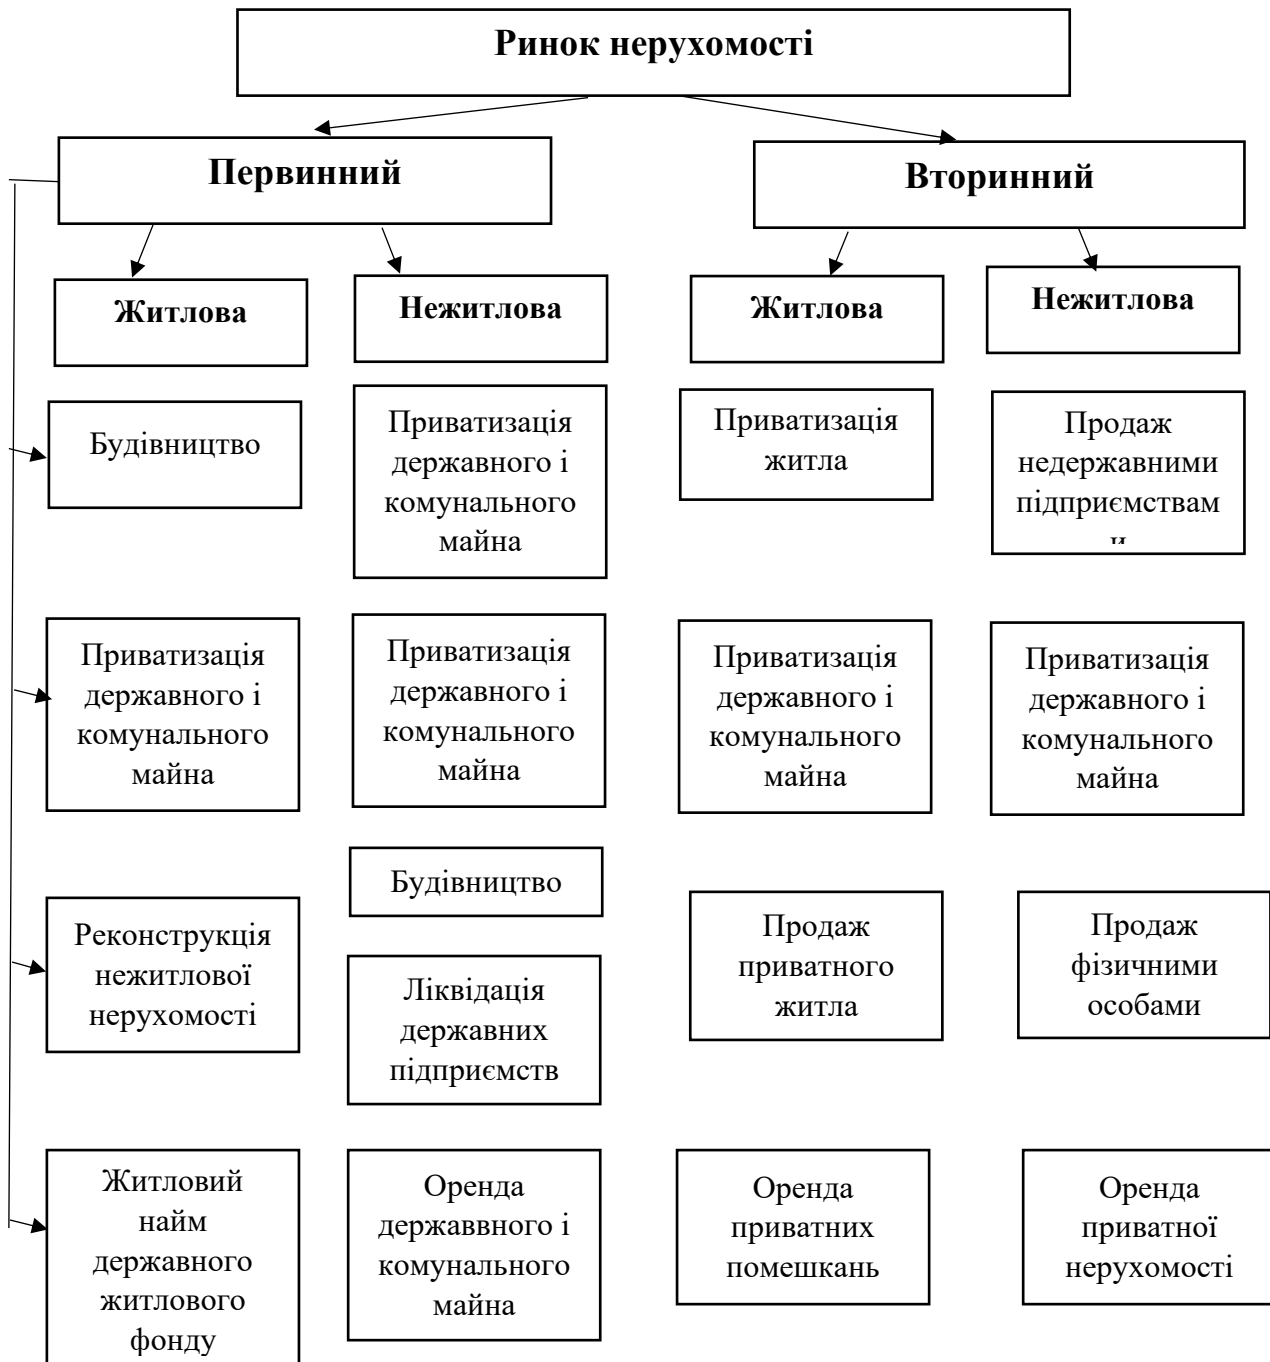 Ринок нерухомості
Первинний
Вторинний
Житлова
Нежитлова
Житлова
Нежитлова
Будівництво
Приватизація
державного і
комунального
майна
Приватизація
житла
Продаж
недержавними
підприємствам
и
Приватизація
державного і
комунального
майна
Приватизація
державного і
комунального
майна
Приватизація
державного і
комунального
майна
Приватизація
державного і
комунального
майна
Реконструкція
нежитлової
нерухомості
Будівництво
Ліквідація
державних
підприємств
Продаж
приватного
житла
Продаж
фізичними
особами
Житловий
найм
державного
житлового
фонду
Оренда
державвного і
комунального
майна
Оренда
приватних
помешкань
Оренда
приватної
нерухомості